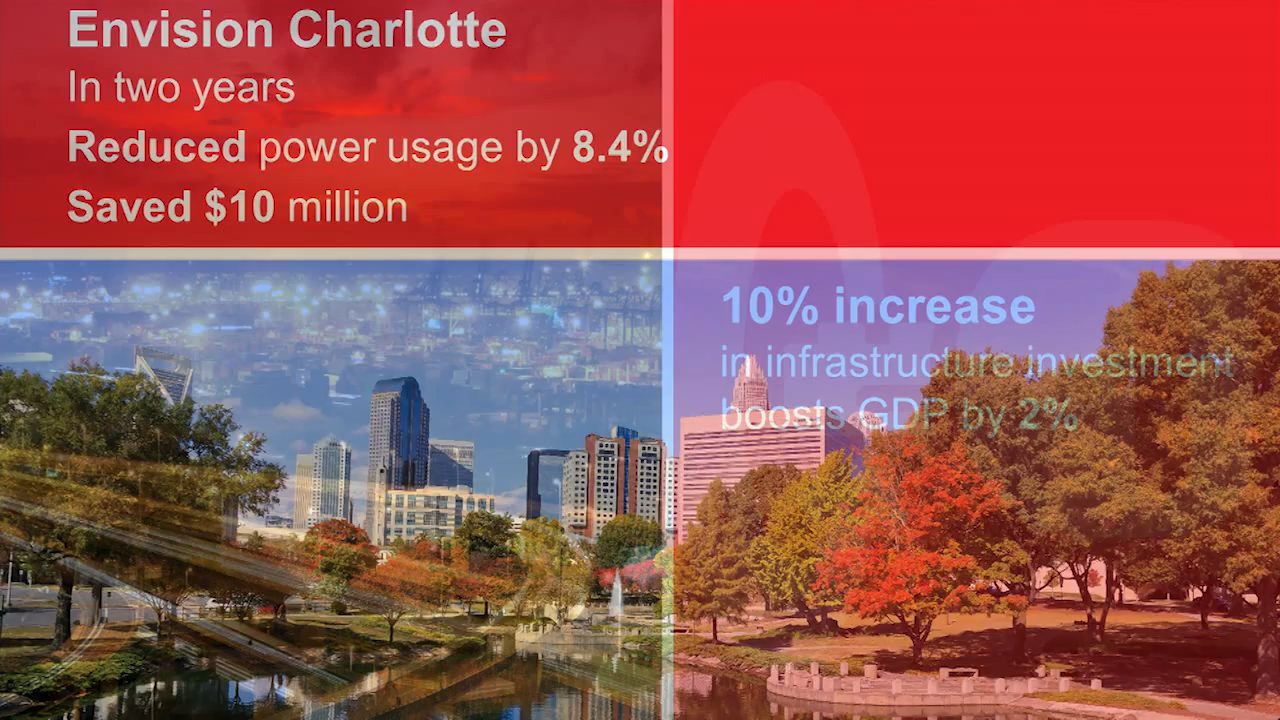 Envision Charlotte
In two years
Reduced power usage by 8.4%
Saved $10 million
10% increase
in infrastructure investment
boosts GDP by 2%